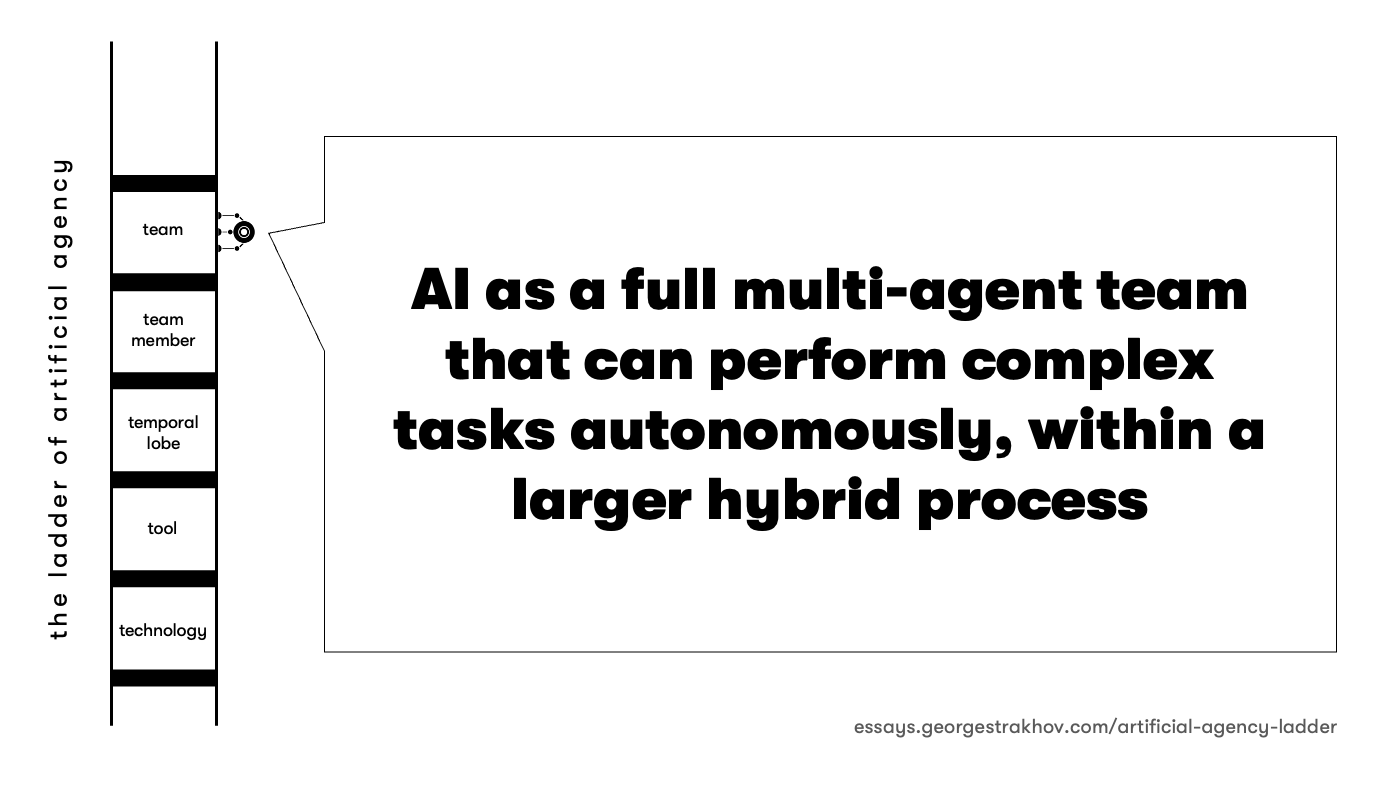 the ladder of artificial agency
team
team
member
temporal
lobe
tool
technology
AI as a full multi-agent team
that can perform complex
tasks autonomously, within a
larger hybrid process
essays.georgestrakhov.com/artificial-agency-ladder